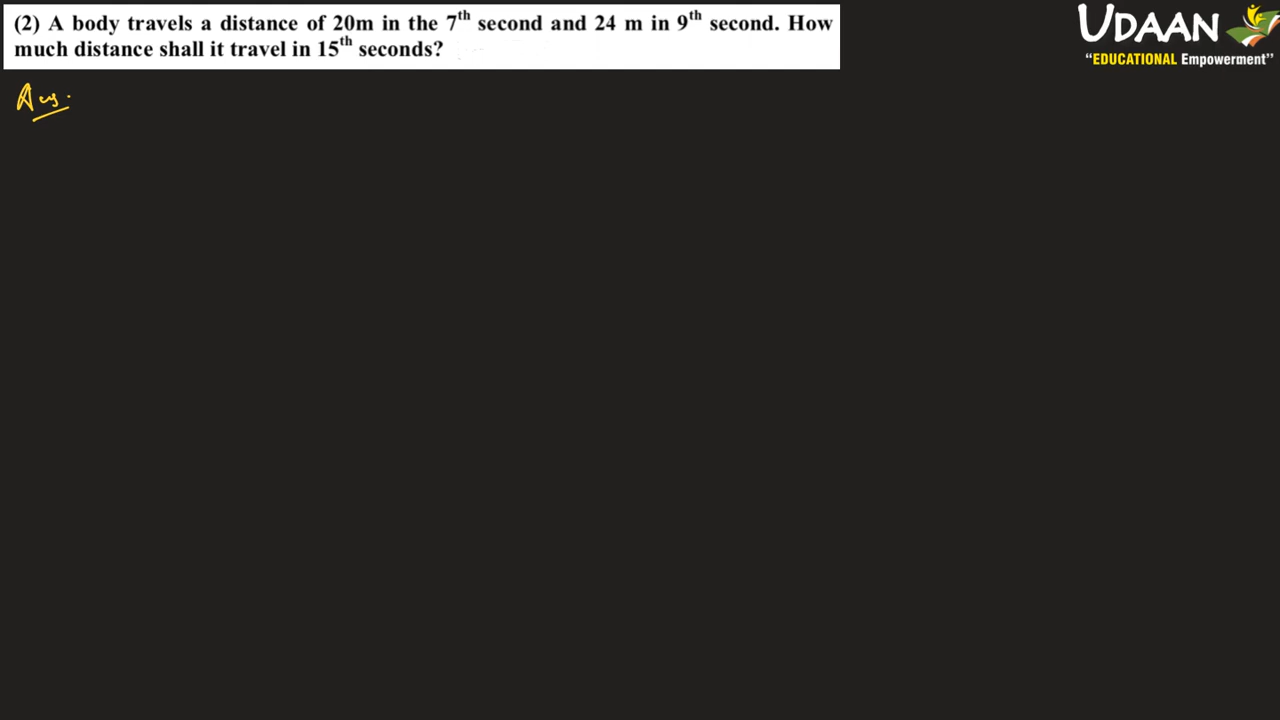 (2) A body travels a distance of 20m in the 7th second and 24 m in 9th second. How
much distance shall it travel in 15th seconds?
UDAAN
“EDUCATIONAL Empowerment”
Ans.